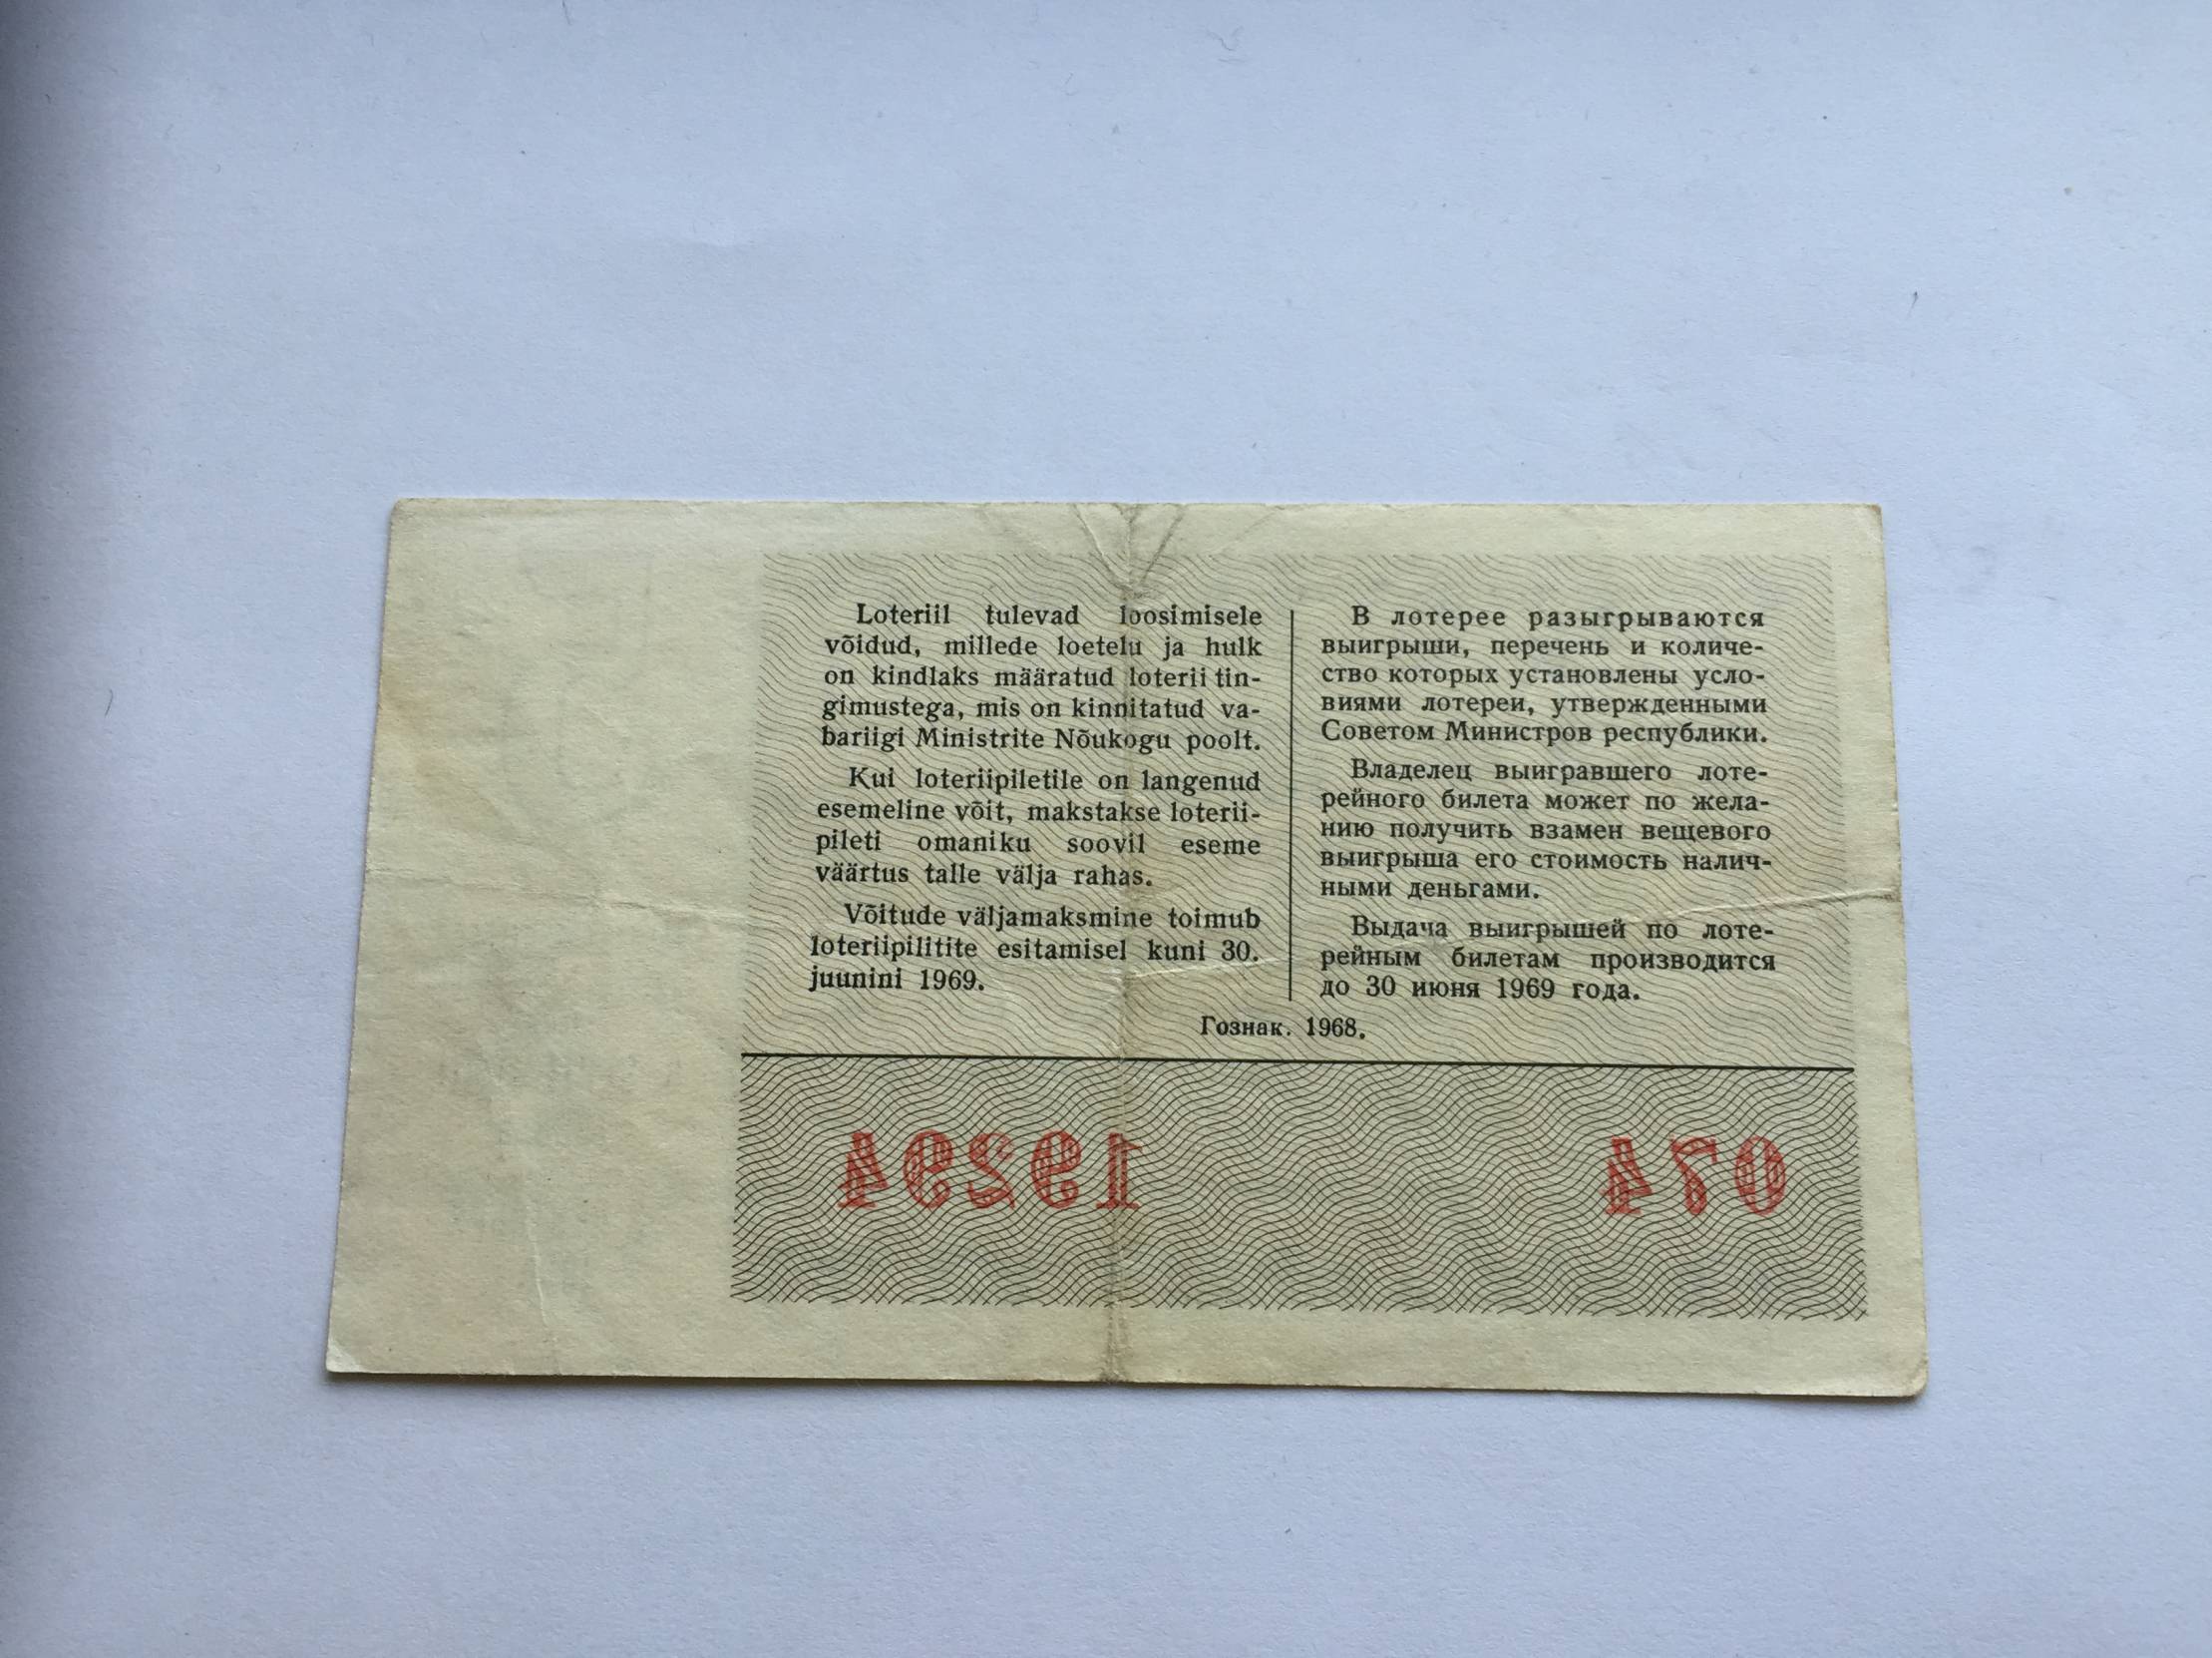 Loteriil tulevad loosimisele
võidud, millede loetelu ja hulk
on kindlaks määratud loterii tin-
gimustega, mis on kinnitatud va-
bariigi Ministrite Nõukogu poolt.
Kui loteriipiletile on langenud
esemeline võit, makstakse loterii-
pileti omaniku soovil eseme
väärtus talle välja rahas.
Võitude väljamaksmine toimub
loteriipilitite esitamisel kuni 30.
juunini 1969.
В лотерее разыгрываются
выигрыши, перечень и количе-
ство которых установлены усло-
виями лотереи, утвержденными
Советом Министров республики.
Владелец выигравшего лоте-
рейного билета может по жела-
нию получить взамен вещевого
выигрыша его стоимость налич-
ными деньгами.
Выдача выигрышей по лоте-
рейным билетам производится
до 30 июня 1969 года.
Гознак. 1968.
19294 074